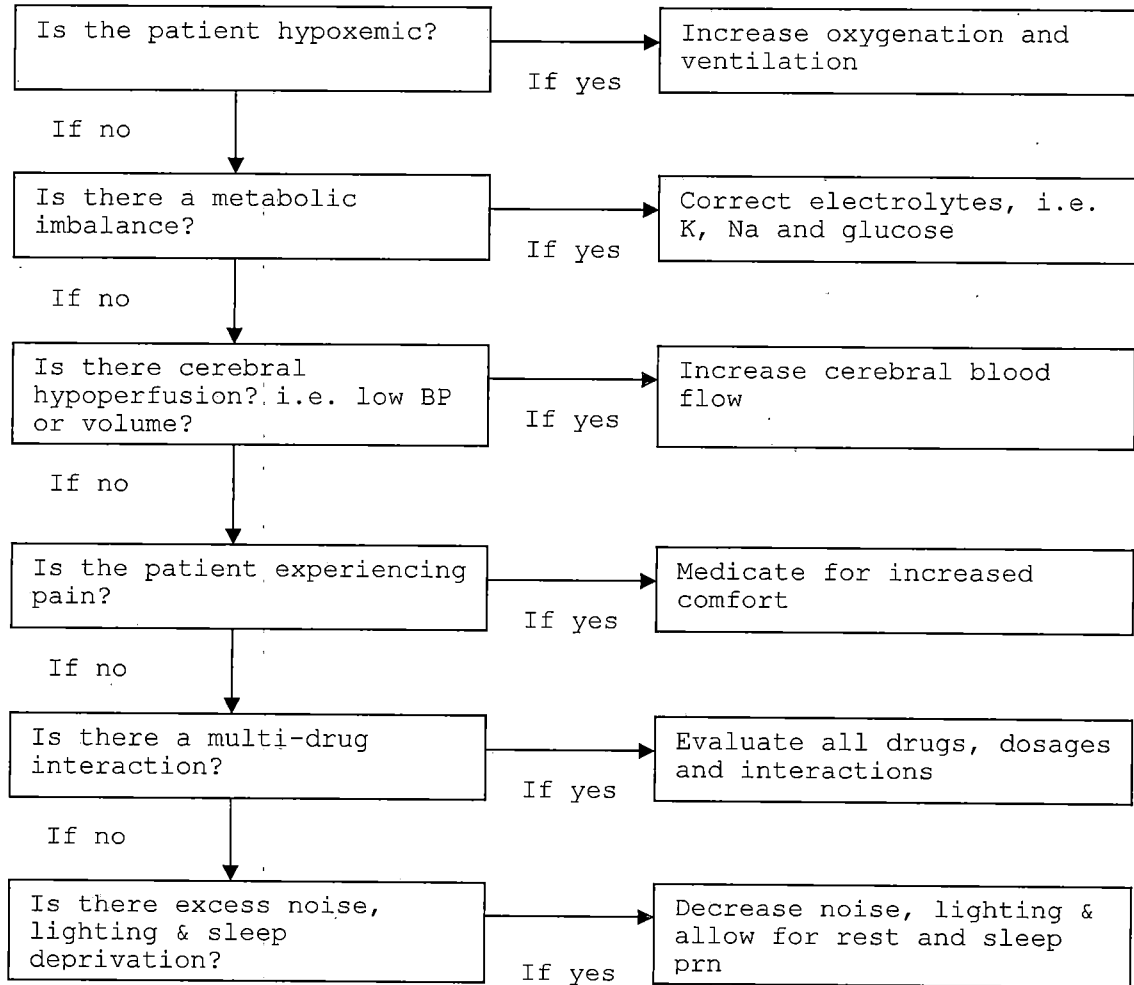 Is the patient hypoxemic?
If yes
Increase oxygenation and
ventilation
If no
Is there a metabolic
imbalance?
If yes
Correct electrolytes, i.e.
K, Na and glucose
If no
Is there cerebral
hypoperfusion? i.e. low BP
or volume?
If yes
Increase cerebral blood
flow
If no
Is the patient experiencing
pain?
If yes
Medicate for increased
comfort
If no
Is there a multi-drug
interaction?
If yes
Evaluate all drugs, dosages
and interactions
If no
Is there excess noise,
lighting & sleep
deprivation?
If yes
Decrease noise, lighting &
allow for rest and sleep
prn